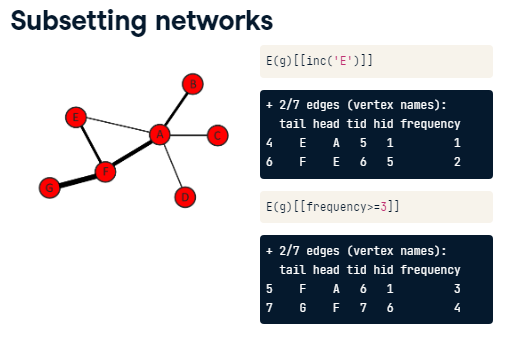 Subsetting networks
B
E
A
C
F
G
D
E(g)[[inc('E')]]
+ 2/7 edges (vertex names):
tail head tid hid frequency
4 E A 5 1 1
6 F E 6 5 2
E(g)[[frequency>=3]]
+ 2/7 edges (vertex names):
tail head tid hid frequency
5 F A 6 1 3
7 G F 7 6 4